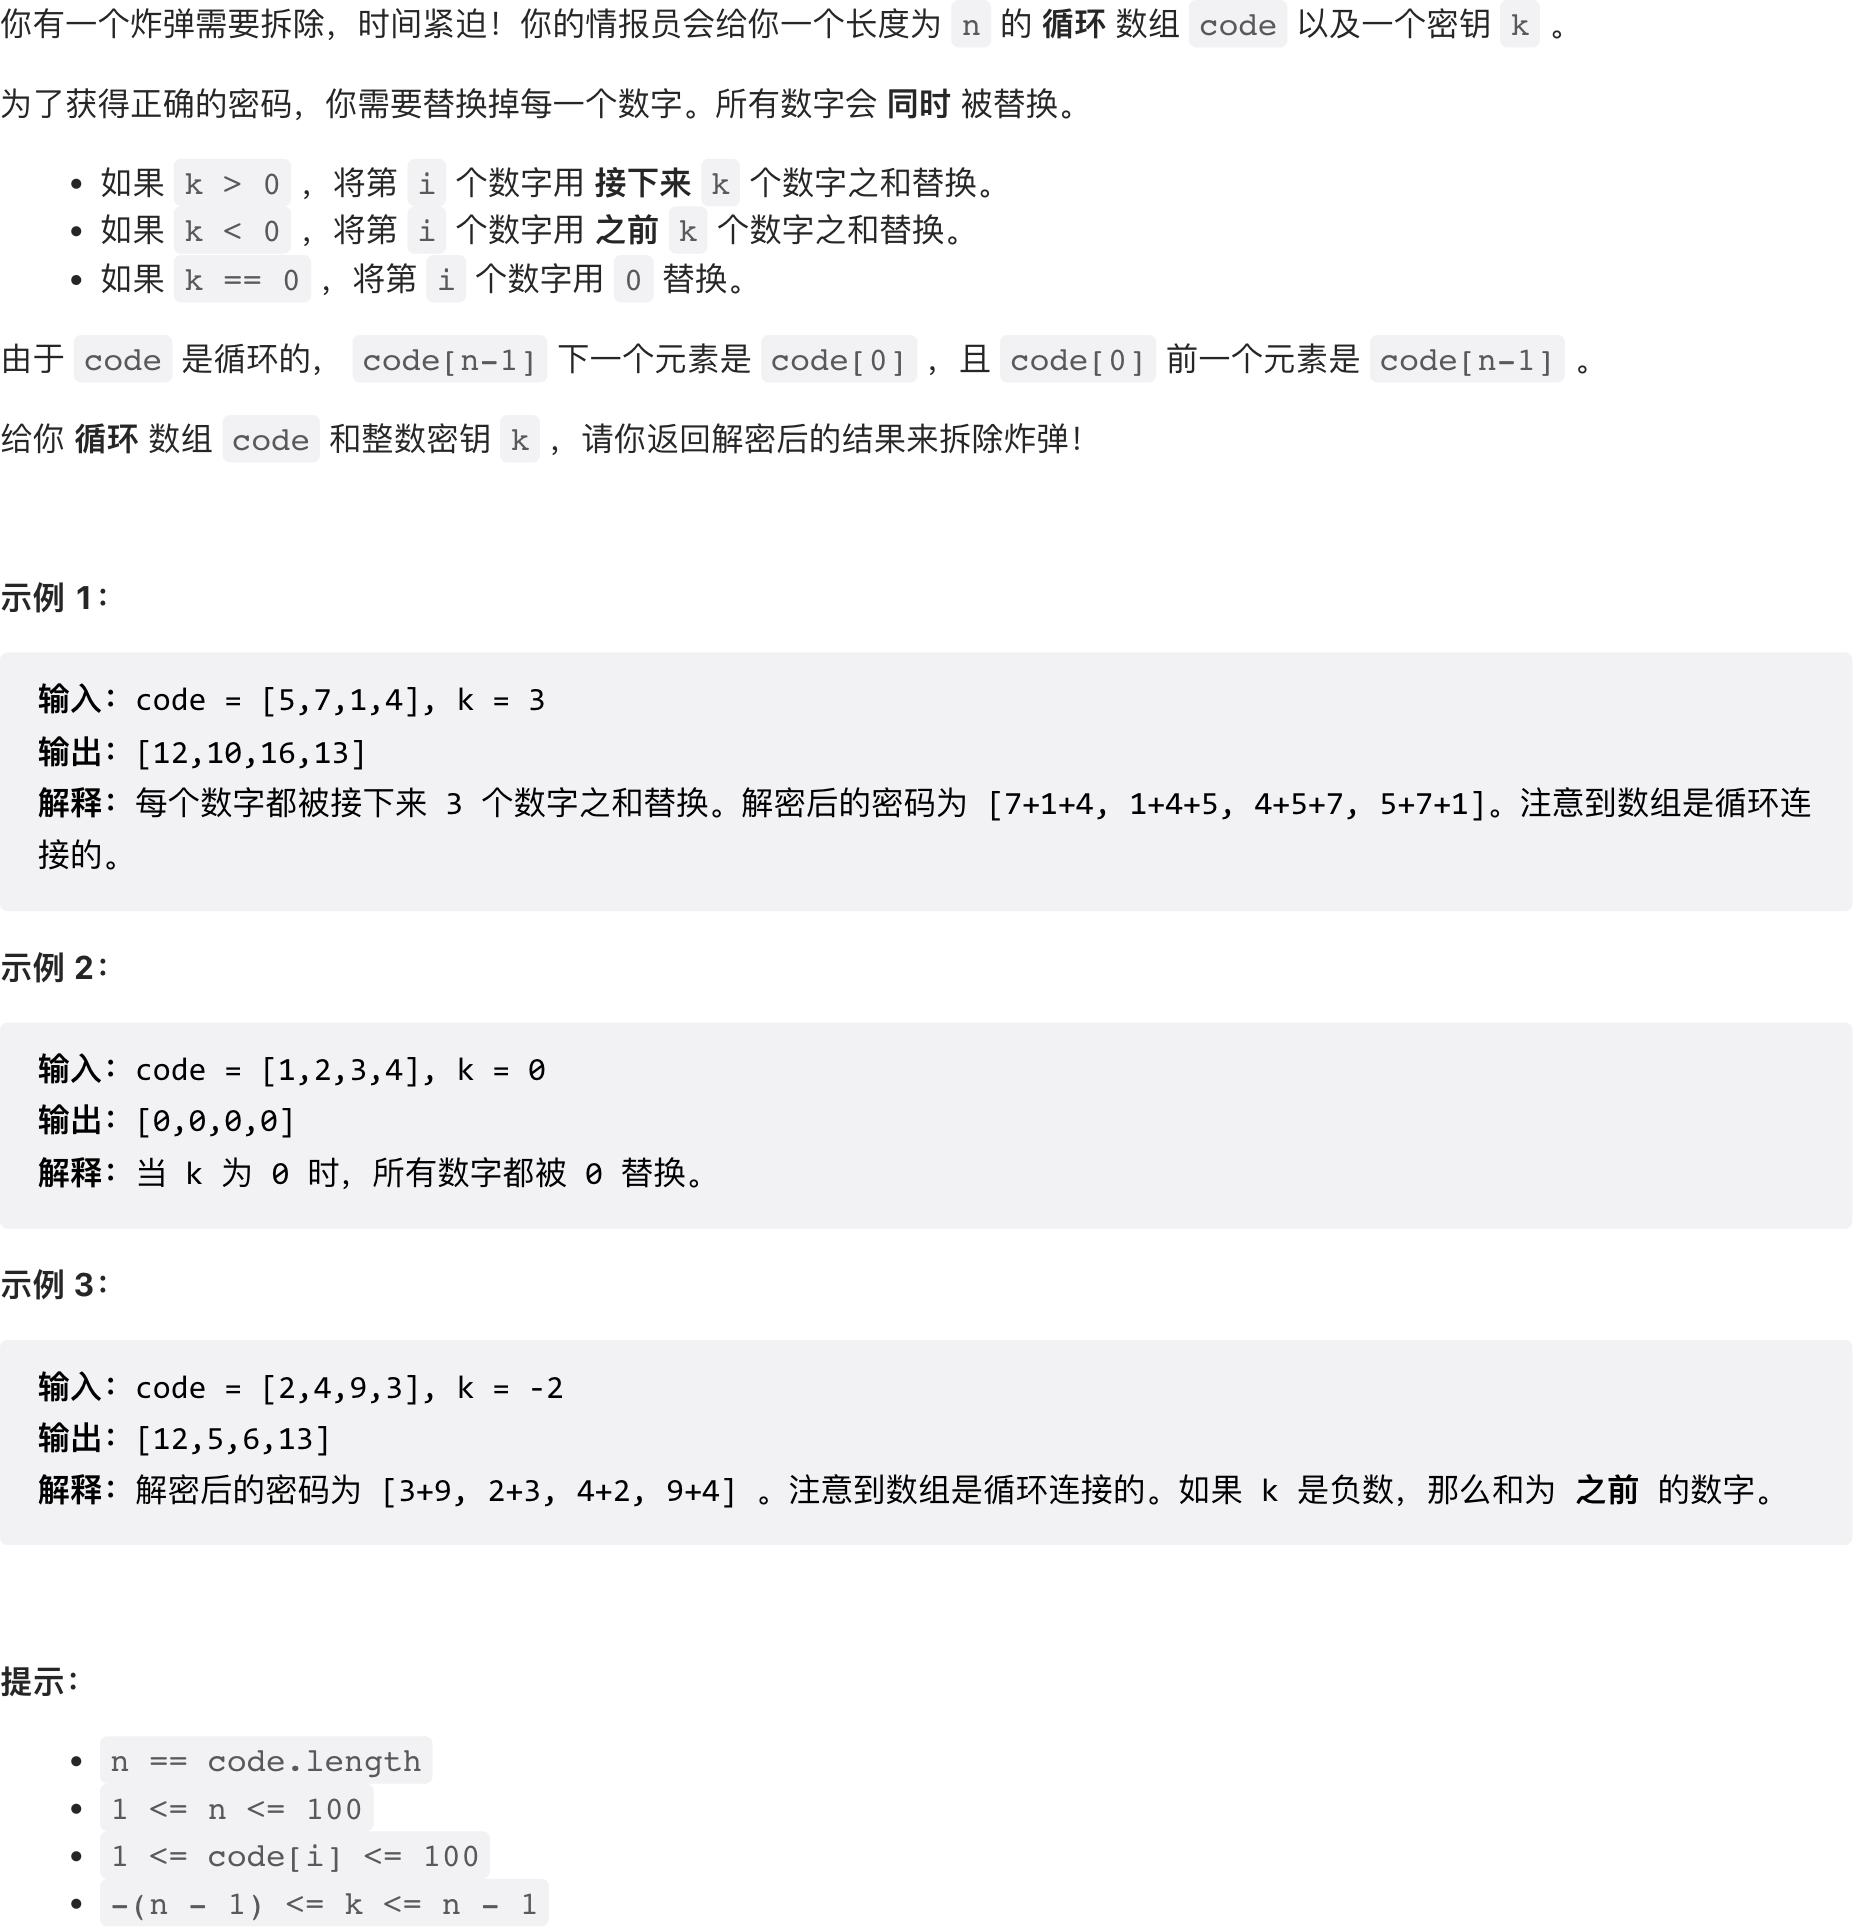 你有一个炸弹需要拆除，时间紧迫！你的情报员会给你一个长度为 n 的 循环 数组 code 以及一个密钥 k 。
为了获得正确的密码，你需要替换掉每一个数字。所有数字会 同时 被替换。
• 如果 k > 0 ，将第 i 个数字用 接下来 k 个数字之和替换。
• 如果 k < 0 ，将第 i 个数字用 之前 k 个数字之和替换。
• 如果 k == 0 ，将第 i 个数字用 0 替换。
由于 code 是循环的， code[n-1] 下一个元素是 code[0] ，且 code[0] 前一个元素是 code[n-1] 。
给你 循环 数组 code 和整数密钥 k ，请你返回解密后的结果来拆除炸弹！
示例 1：
输入：code = [5,7,1,4], k = 3
输出：[12,10,16,13]
解释：每个数字都被接下来 3 个数字之和替换。解密后的密码为 [7+1+4, 1+4+5, 4+5+7, 5+7+1]。注意到数组是循环连
接的。
示例 2：
输入：code = [1,2,3,4], k = 0
输出：[0,0,0,0]
解释：当 k 为 0 时，所有数字都被 0 替换。
示例 3：
输入：code = [2,4,9,3], k = -2
输出：[12,5,6,13]
解释：解密后的密码为 [3+9, 2+3, 4+2, 9+4] 。注意到数组是循环连接的。如果 k 是负数，那么和为 之前 的数字。
提示：
• n == code.length
• 1 <= n <= 100
• 1 <= code[i] <= 100
• -(n - 1) <= k <= n - 1